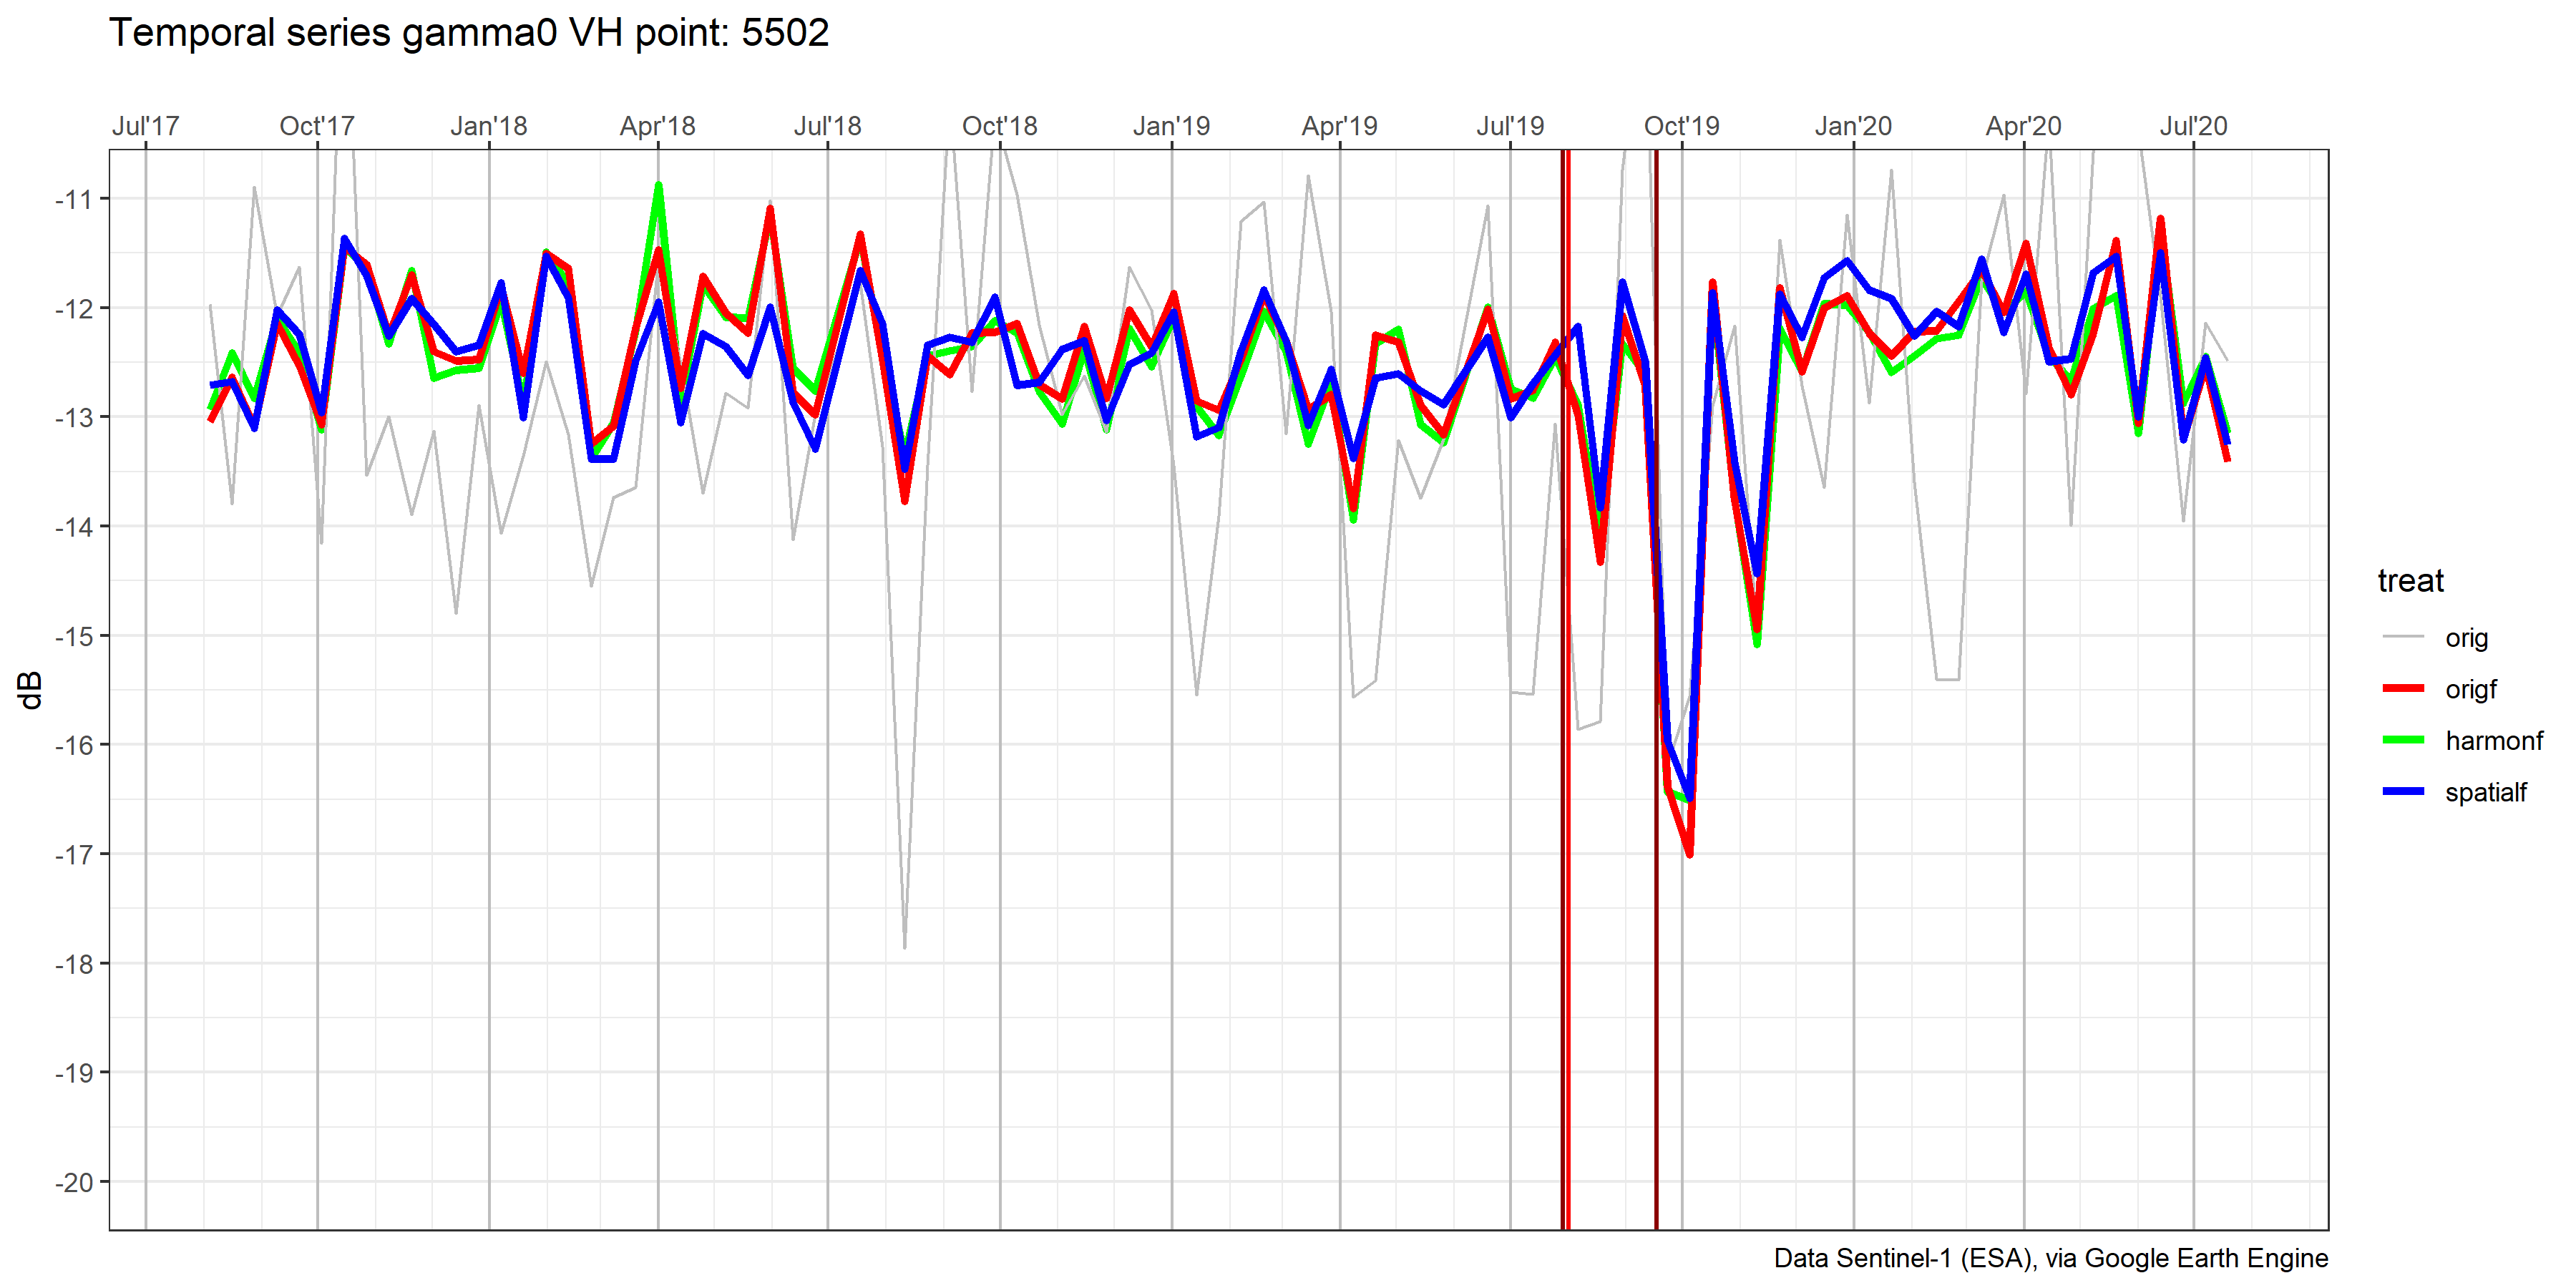 Temporal series gamma0 VH point: 5502
Jul'17 Oct'17 Jan'18 Apr'18 Jul'18 Oct'18 Jan'19 Apr'19 Jul'19 Oct'19 Jan'20 Apr'20 Jul'20
-11
-12
-13
-14
-15
-16
-17
-18
-19
-20
dB
treat
orig
origf
harmonf
spatialf
Data Sentinel-1 (ESA), via Google Earth Engine